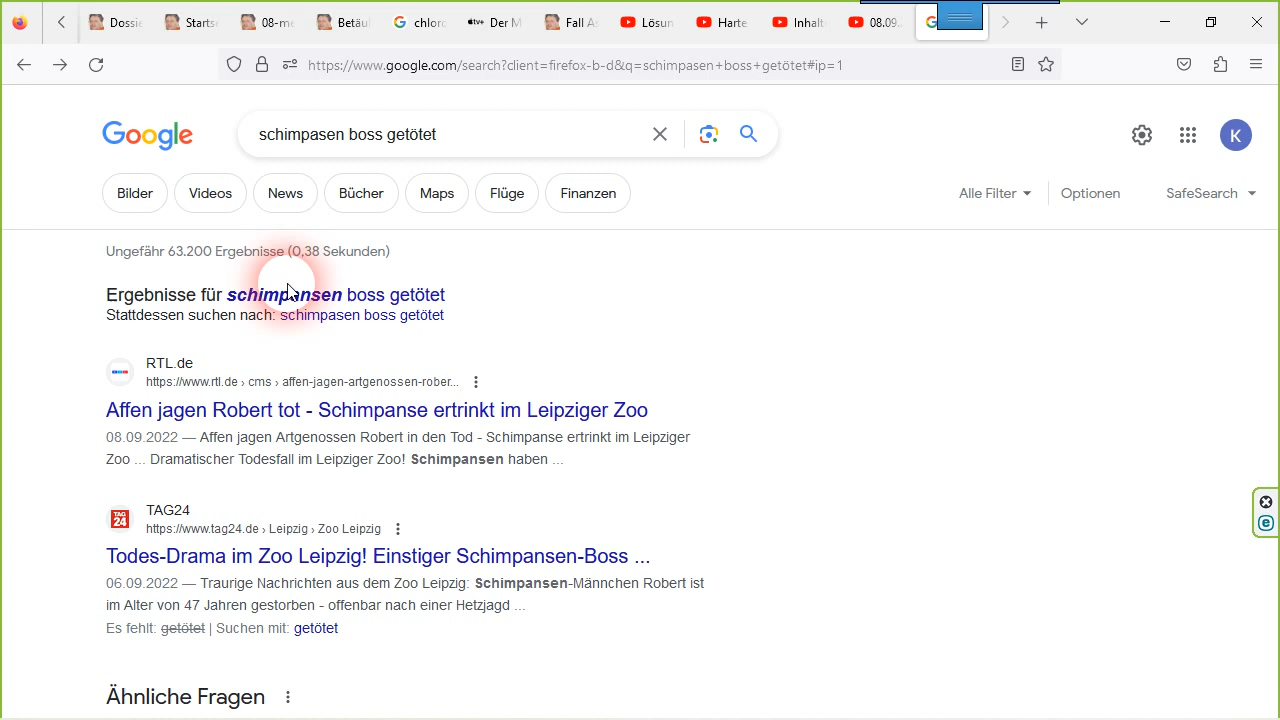 Dossie
Starts
08-me
Betäul
chlorc
tv+ Der M
Fall As
Lösun
Harte
Inhalt
08.09.
https://www.google.com/search?client=firefox-b-d&q=schimpasen+boss+getötet#ip=1
Google
schimpasen boss getötet
K
Bilder
Videos
News
Bücher
Maps
Flüge
Finanzen
Alle Filter
Optionen
SafeSearch
Ungefähr 63.200 Ergebnisse (0,38 Sekunden)
Ergebnisse für schimpansen boss getötet
Stattdessen suchen nach: schimpasen boss getötet
RTL.de
https://www.rtl.de › cms › affen-jagen-artgenossen-rober...
Affen jagen Robert tot - Schimpanse ertrinkt im Leipziger Zoo
08.09.2022 — Affen jagen Artgenossen Robert in den Tod - Schimpanse ertrinkt im Leipziger
Zoo ... Dramatischer Todesfall im Leipziger Zoo! Schimpansen haben ...
TAG24
TAG 24
https://www.tag24.de › Leipzig › Zoo Leipzig
Todes-Drama im Zoo Leipzig! Einstiger Schimpansen-Boss ...
06.09.2022 — Traurige Nachrichten aus dem Zoo Leipzig: Schimpansen-Männchen Robert ist
im Alter von 47 Jahren gestorben - offenbar nach einer Hetzjagd ...
Es fehlt: getötet | Suchen mit: getötet
Ähnliche Fragen